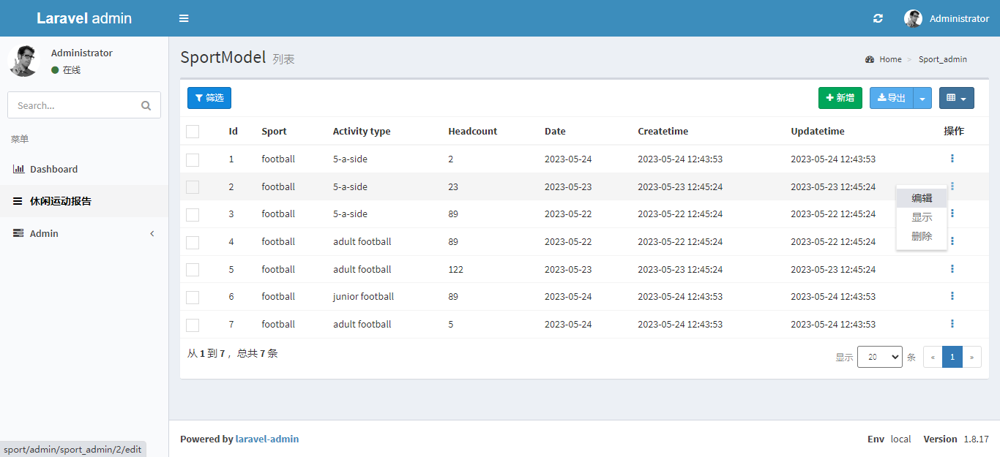 Laravel admin
Administrator
Administrator
在线
Search...
菜单
Dashboard
休闲运动报告
Admin
SportModel 列表
Home > Sport_admin
筛选
新增 导出
Id Sport Activity type Headcount Date Createtime Updatetime 操作
1 football 5-a-side 2 2023-05-24 2023-05-24 12:43:53 2023-05-24 12:43:53
2 football 5-a-side 23 2023-05-23 2023-05-23 12:45:24 2023-05-23 12:45:24
编辑
显示
删除
3 football 5-a-side 89 2023-05-22 2023-05-22 12:45:24 2023-05-22 12:45:24
4 football adult football 89 2023-05-22 2023-05-22 12:45:24 2023-05-22 12:45:24
5 football adult football 122 2023-05-23 2023-05-23 12:45:24 2023-05-23 12:45:24
6 football junior football 89 2023-05-24 2023-05-24 12:43:53 2023-05-24 12:43:53
7 football adult football 5 2023-05-24 2023-05-24 12:43:53 2023-05-24 12:43:53
从 1 到 7 ，总共 7 条
显示 20 条 « 1 »
Powered by laravel-admin
Env local Version 1.8.17
sport/admin/sport_admin/2/edit